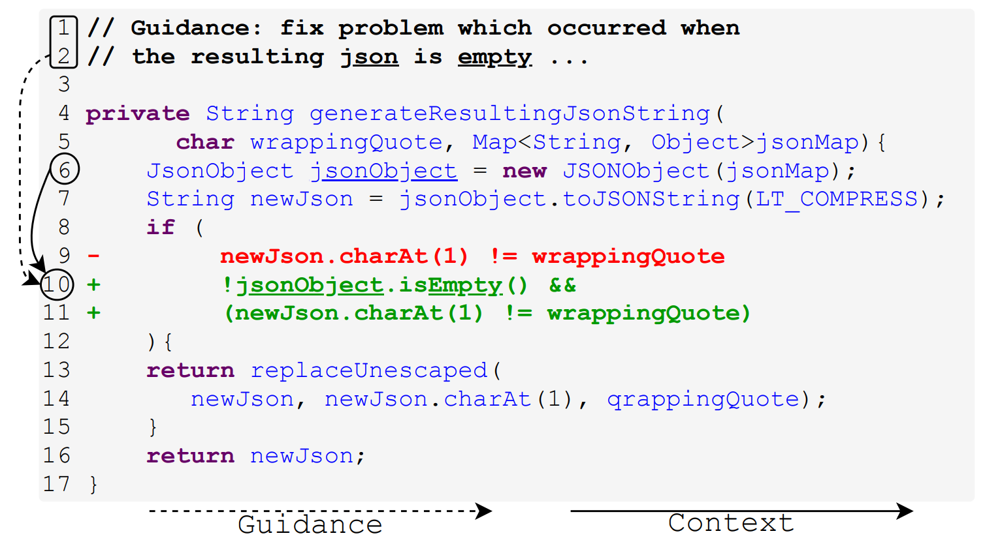 1 // Guidance: fix problem which occurred when
2 // the resulting json is empty ...
3
4 private String generateResultingJsonString(
5 char wrappingQuote, Map<String, Object>jsonMap){
6 JsonObject jsonObject = new JSONObject(jsonMap);
7 String newJson = jsonObject.toJSONString(LT_COMPRESS);
8 if (
9 - newJson.charAt(1) != wrappingQuote
10 + !jsonObject.isEmpty() &&
11 + (newJson.charAt(1) != wrappingQuote)
12 ){
13 return replaceUnescaped(
14 newJson, newJson.charAt(1), qrappingQuote);
15 }
16 return newJson;
17 }
Guidance Context